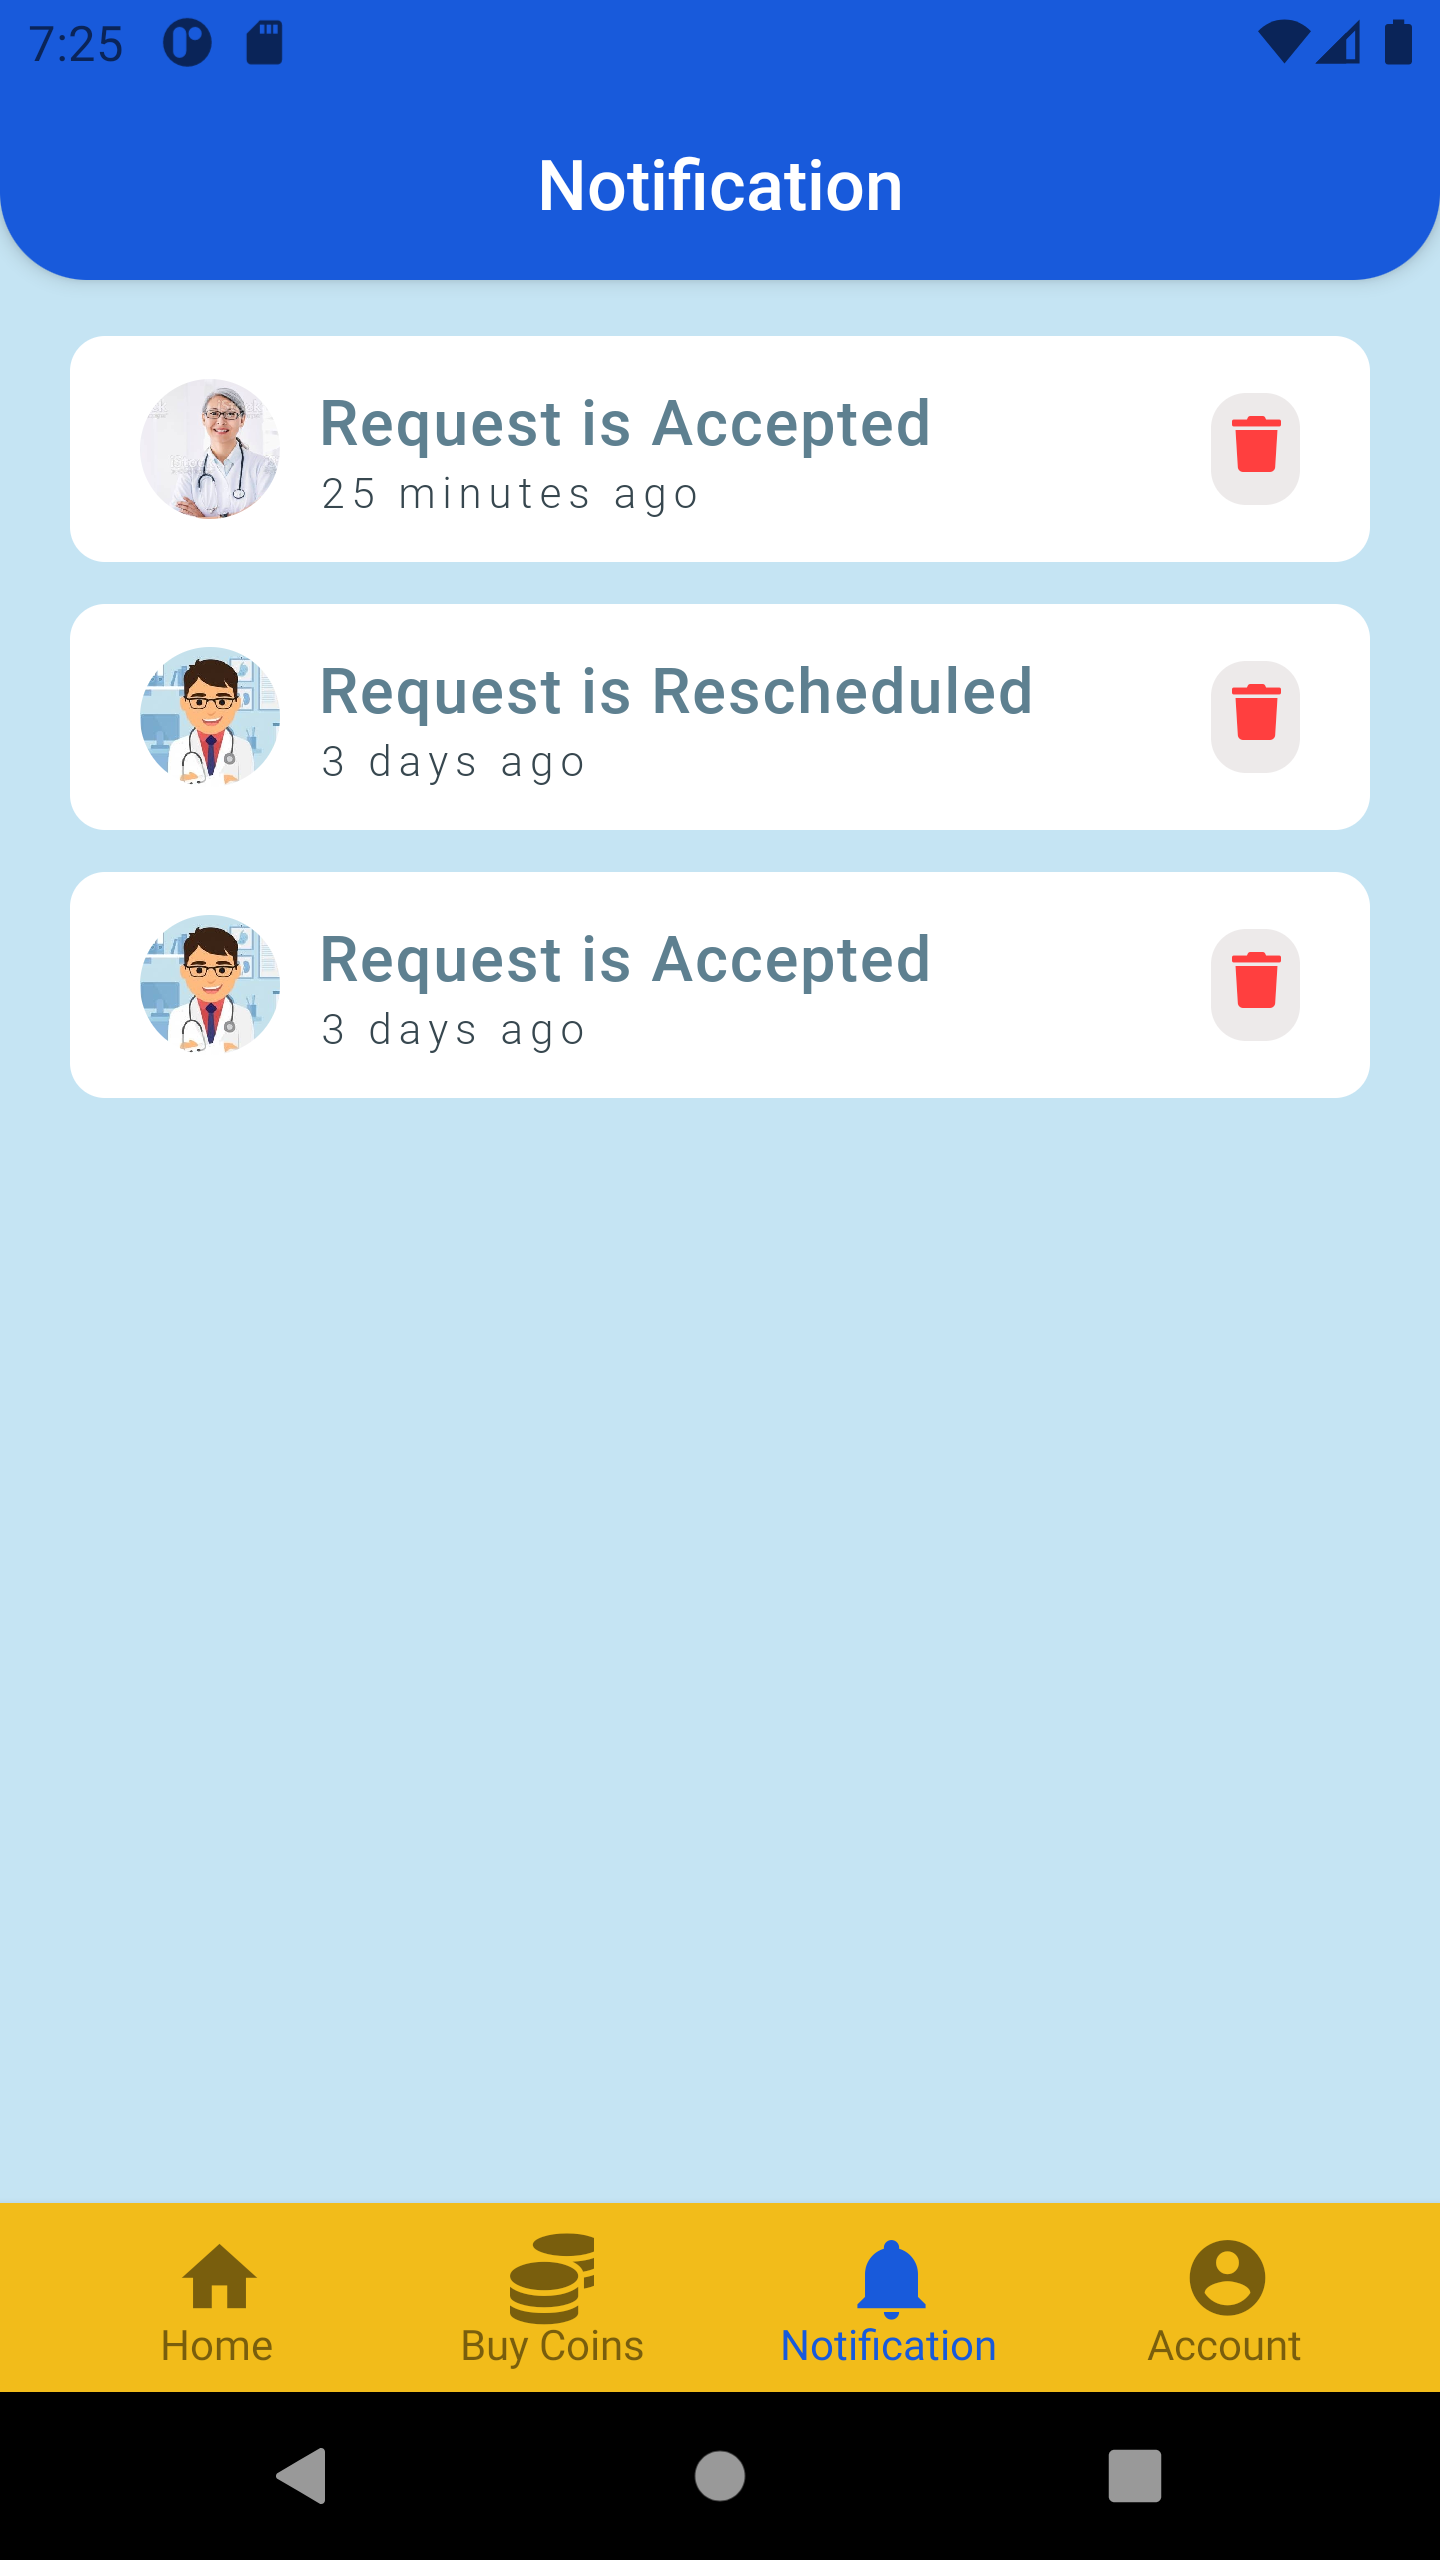 7:25
Notification
Request is Accepted
25 minutes ago
Request is Rescheduled
3 days ago
Request is Accepted
3 days ago
Home
Buy Coins
Notification
Account